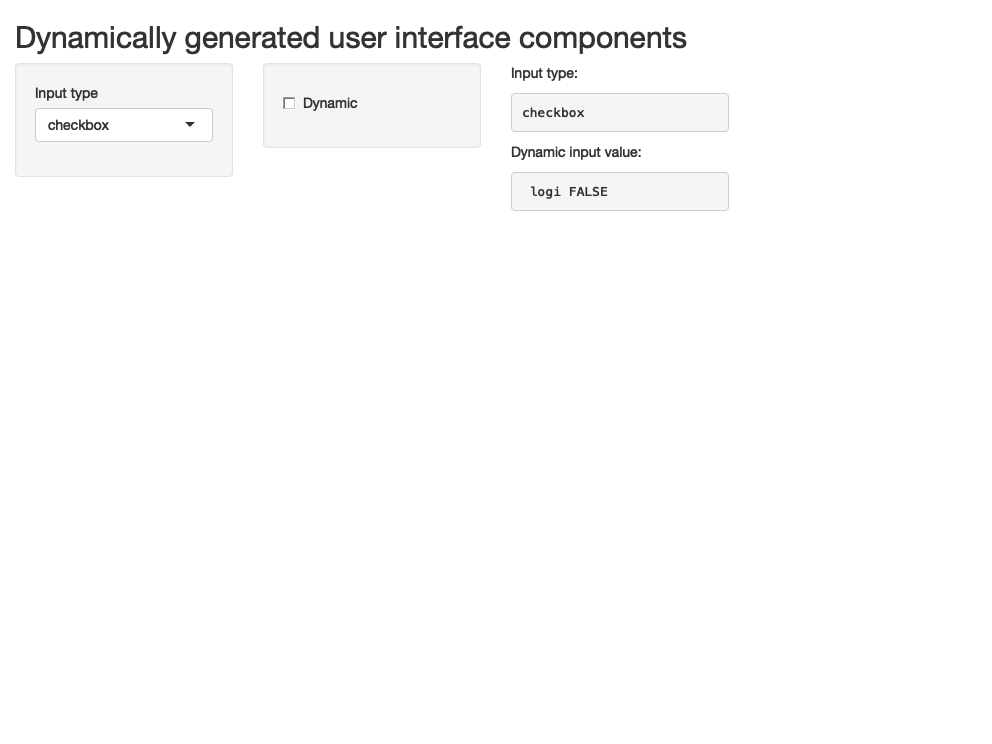 Dynamically generated user interface components
Input type
checkbox
Dynamic
Input type:
checkbox
Dynamic input value:
logi FALSE